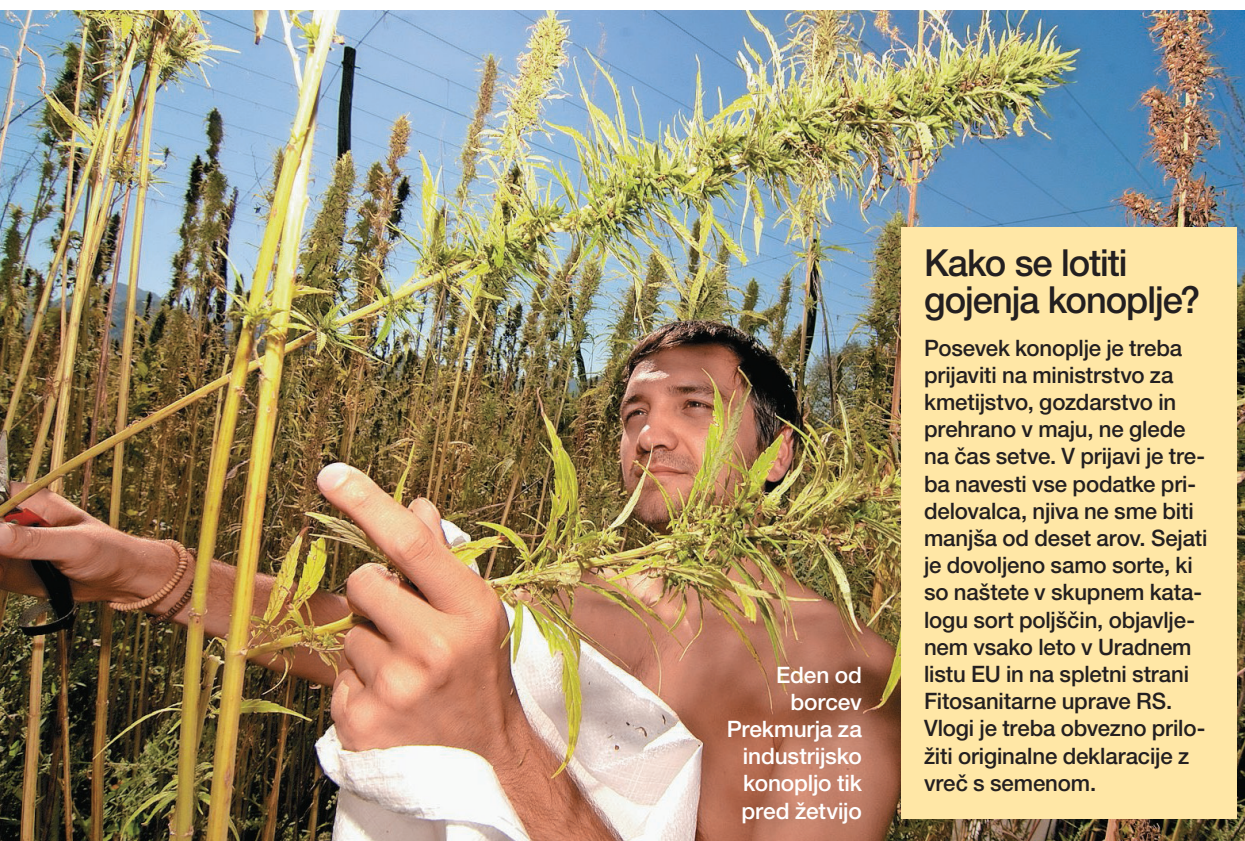 Kako se lotiti
gojenja konoplje?
Posevek konoplje je treba
prijaviti na ministrstvo za
kmetijstvo, gozdarstvo in
prehrano v maju, ne glede
na čas setve. V prijavi je tre-
ba navesti vse podatke pri-
delovalca, njiva ne sme biti
manjša od deset arov. Sejati
je dovoljeno samo sorte, ki
so naštete v skupnem kata-
logu sort poljščin, objavlje-
nem vsako leto v Uradnem
listu EU in na spletni strani
Fitosanitarne uprave RS.
Vlogi je treba obvezno prilo-
žiti originalne deklaracije z
vreč s semenom.
Eden od
borcev
Prekmurja za
industrijsko
konopljo tik
pred žetvijo